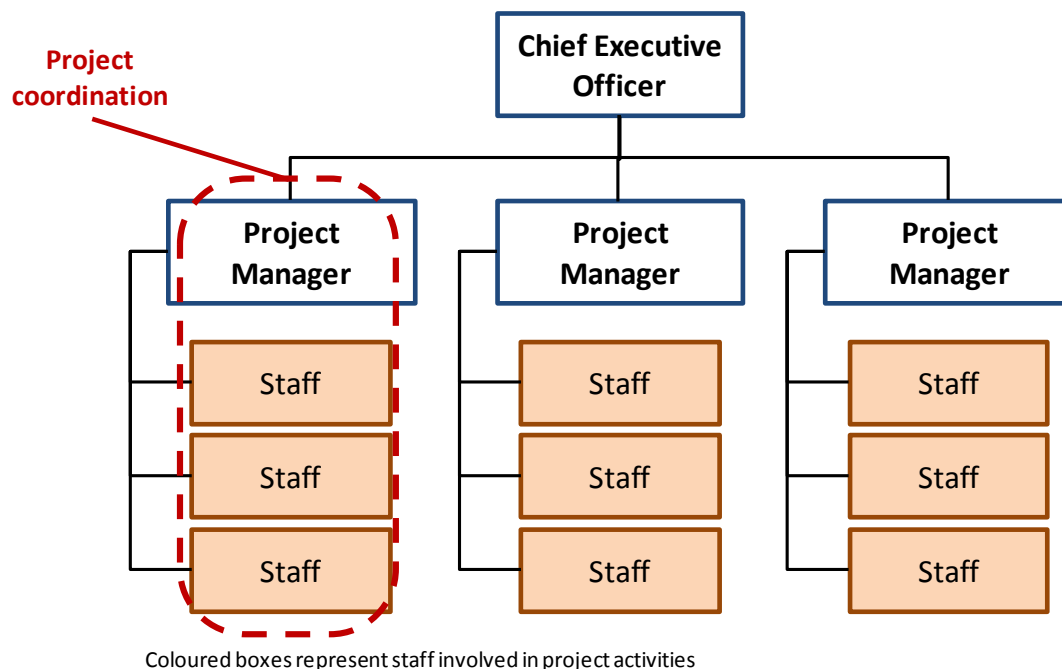 Project
coordination
Chief Executive
Officer
Project
Manager
Project
Manager
Project
Manager
Staff
Staff
Staff
Staff
Staff
Staff
Staff
Staff
Staff
Coloured boxes represent staff involved in project activities